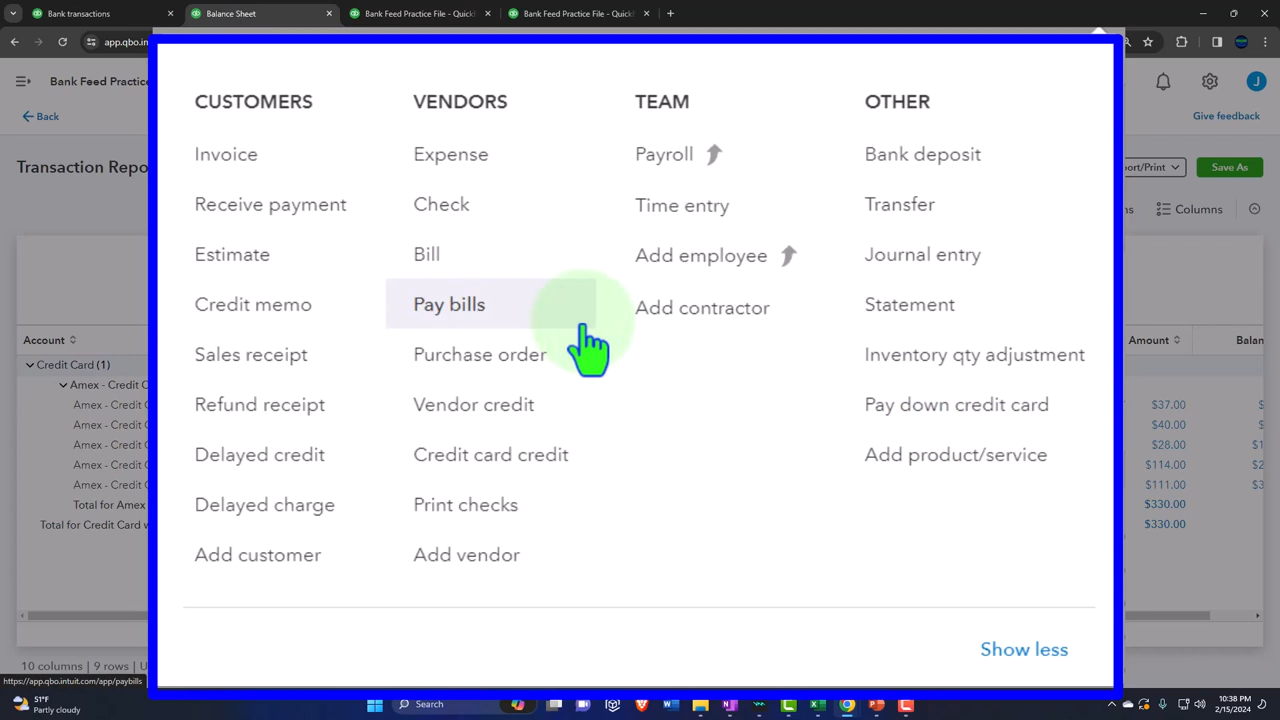 Bank transactions
Balance Sheet
Bank Feed Practice File - Quick
Bank Feed Practice File - Quick
app.qbo.in
Bank Feed Practice
Back
Give feedback
Transaction Repo
port/Print
Save As
ns
Columns
CUSTOMERS
Invoice
Receive payment
Estimate
Credit memo
Sales receipt
Refund receipt
Delayed credit
Delayed charge
Add customer
VENDORS
Expense
Check
Bill
Pay bills
Purchase order
Vendor credit
Credit card credit
Print checks
Add vendor
TEAM
Payroll
Time entry
Add employee
Add contractor
OTHER
Bank deposit
Transfer
Journal entry
Statement
Inventory qty adjustment
Pay down credit card
Add product/service
Show less
Account
Credit Card (1)
Amex - Credit C
Amex - Credit C
Amex - Credit C
Amex - Credit C
Amex - Credit C
Amex - Credit C
Total for Amex
Total for Credit Card w
Amount
Ba
$37.00
$40.00
$28.00
$114.00 $2
$111.00 $3
$330.00
$330.00
10 columns | 9 rows | U
https://app.qbo.intuit.com/app/paybills
51°F
Partly cloudy
Search
10:38 PM
2/15/2024